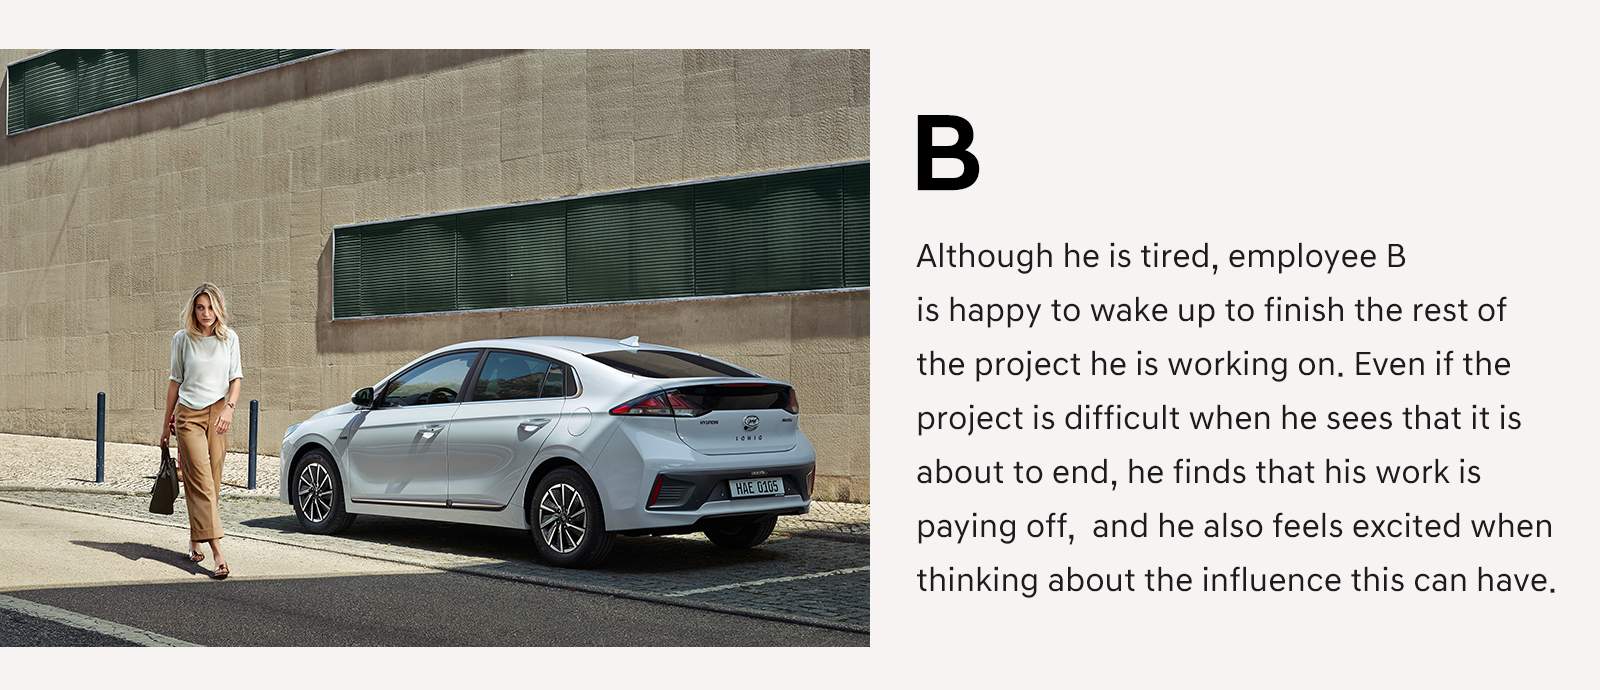 B
Although he is tired, employee B
is happy to wake up to finish the rest of
the project he is working on. Even if the
project is difficult when he sees that it is
about to end, he finds that his work is
paying off,  and he also feels excited when
thinking about the influence this can have.
HYUNDAI
IONIQ
HAE 0105